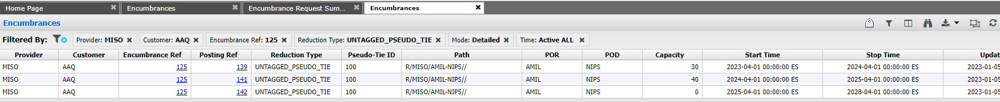 Home Page Encumbrances Encumbrance Request Sum... Encumbrances
Encumbrances
Filtered By: Provider: MISO Customer: AAQ Encumbrance Ref: 125 Reduction Type: UNTAGGED_PSEUDO_TIE Mode: Detailed Time: Active ALL
Provider Customer Encumbrance Ref Posting Ref Reduction Type Pseudo-Tie ID Path POR POD Capacity Start Time Stop Time Updat
MISO AAQ 125 139 UNTAGGED_PSEUDO_TIE 100 R/MISO/AMIL-NIPS// AMIL NIPS 30 2023-04-01 00:00:00 ES 2024-04-01 00:00:00 ES 2023-01-05
MISO AAQ 125 141 UNTAGGED_PSEUDO_TIE 100 R/MISO/AMIL-NIPS// AMIL NIPS 40 2024-04-01 00:00:00 ES 2025-04-01 00:00:00 ES 2023-01-05
MISO AAQ 125 142 UNTAGGED_PSEUDO_TIE 100 R/MISO/AMIL-NIPS// AMIL NIPS 0 2025-04-01 00:00:00 ES 2028-04-01 00:00:00 ES 2023-01-05